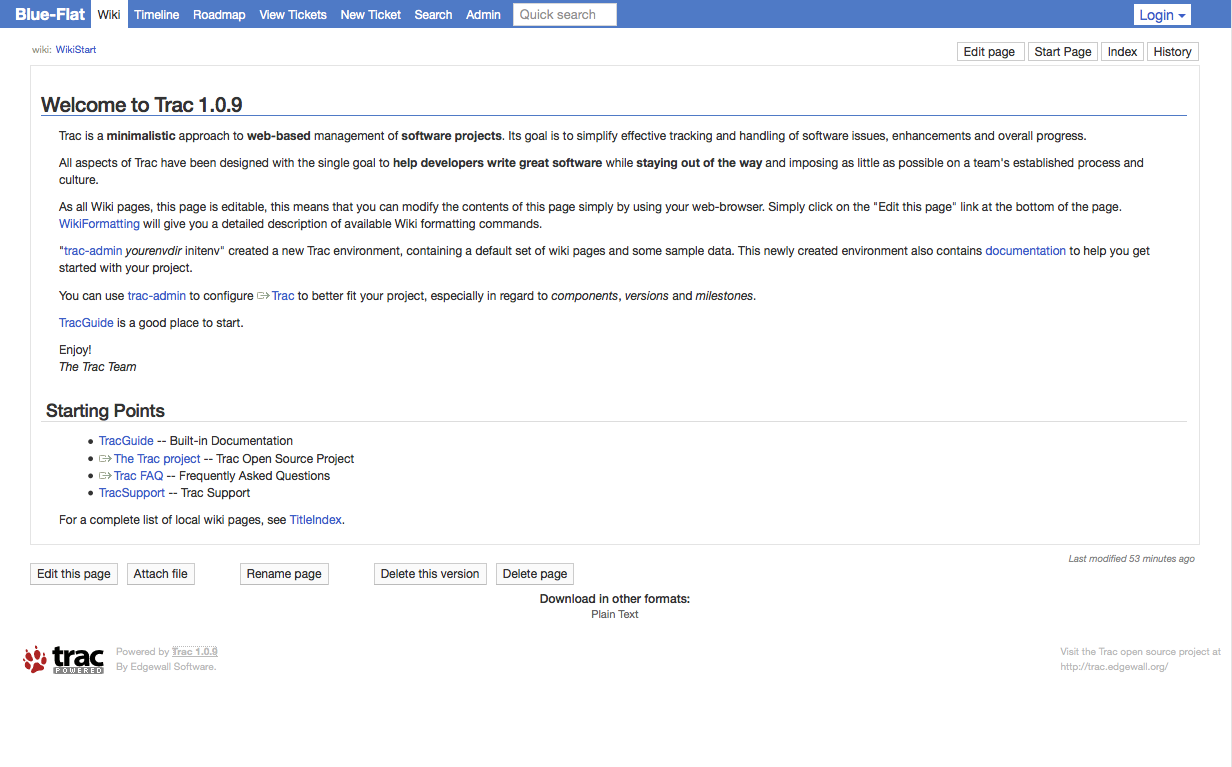 Blue-Flat Wiki Timeline Roadmap View Tickets New Ticket Search Admin Quick search Login
wiki: WikiStart
Edit page Start Page Index History
Welcome to Trac 1.0.9
Trac is a minimalistic approach to web-based management of software projects. Its goal is to simplify effective tracking and handling of software issues, enhancements and overall progress.
All aspects of Trac have been designed with the single goal to help developers write great software while staying out of the way and imposing as little as possible on a team's established process and
culture.
As all Wiki pages, this page is editable, this means that you can modify the contents of this page simply by using your web-browser. Simply click on the "Edit this page" link at the bottom of the page.
WikiFormatting will give you a detailed description of available Wiki formatting commands.
"trac-admin yourenvdir initenv" created a new Trac environment, containing a default set of wiki pages and some sample data. This newly created environment also contains documentation to help you get
started with your project.
You can use trac-admin to configure Trac to better fit your project, especially in regard to components, versions and milestones.
TracGuide is a good place to start.
Enjoy!
The Trac Team
Starting Points
• TracGuide -- Built-in Documentation
• The Trac project -- Trac Open Source Project
• Trac FAQ -- Frequently Asked Questions
• TracSupport -- Trac Support
For a complete list of local wiki pages, see TitleIndex.
Last modified 53 minutes ago
Edit this page Attach file Rename page Delete this version Delete page
Download in other formats:
Plain Text
trac
POWERED
Powered by Trac 1.0.9
By Edgewall Software.
Visit the Trac open source project at
http://trac.edgewall.org/